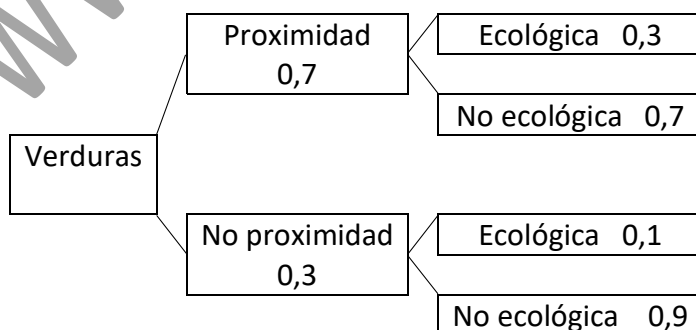 Proximidad
0,7
Ecológica 0,3
No ecológica 0,7
Verduras
No proximidad
0,3
Ecológica 0,1
No ecológica 0,9